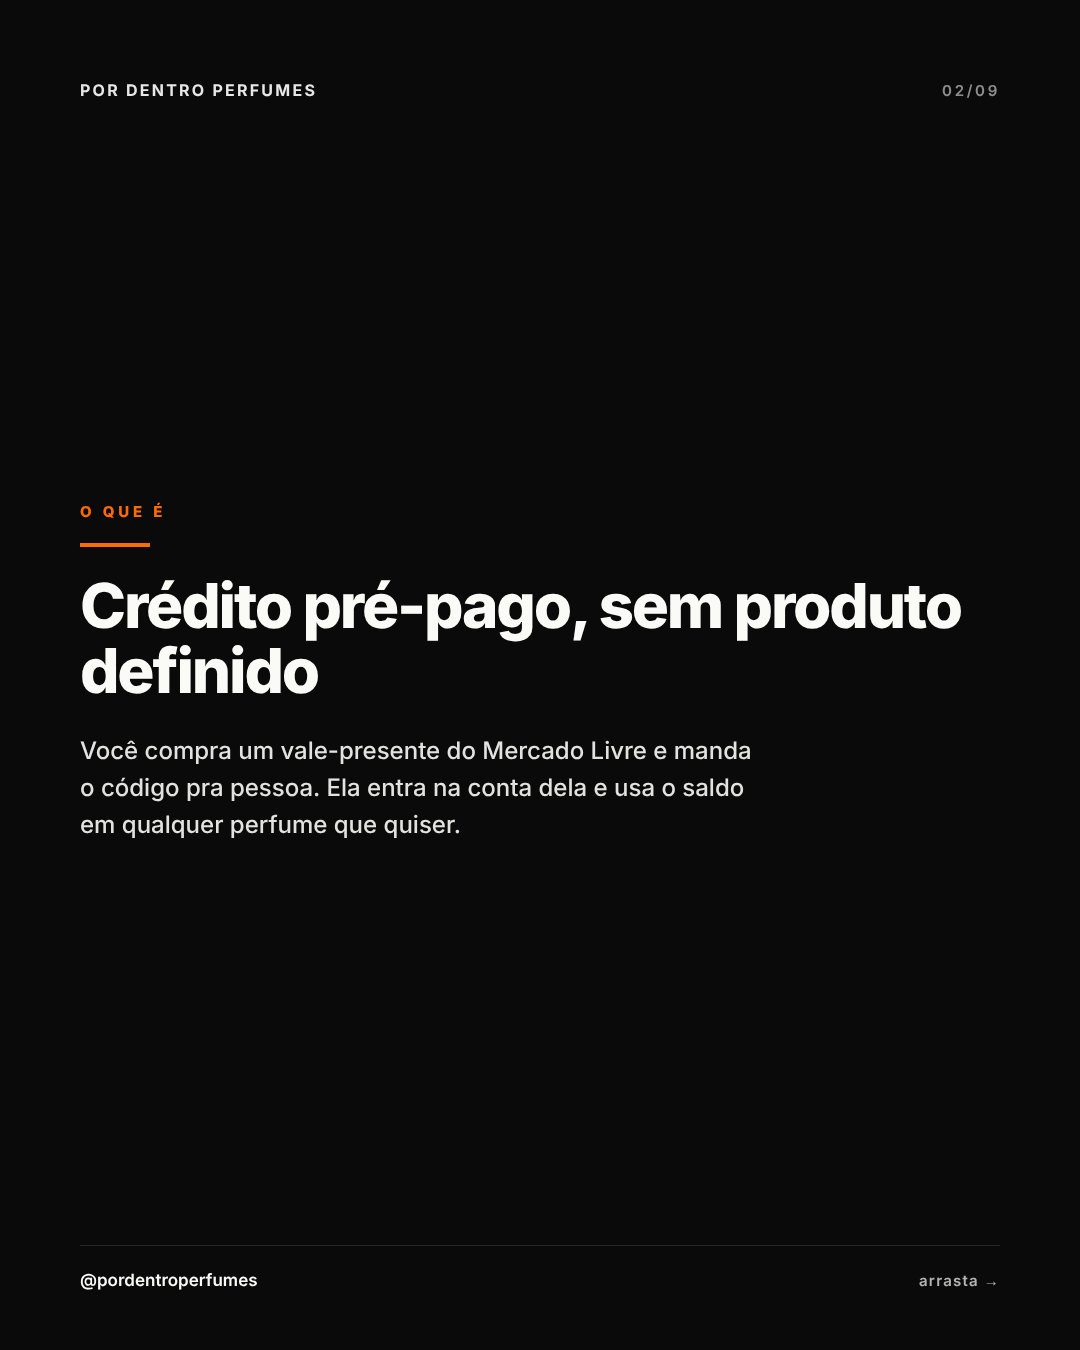 POR DENTRO PERFUMES
02/09
O QUE É
Crédito pré-pago, sem produto
definido
Você compra um vale-presente do Mercado Livre e manda
o código pra pessoa. Ela entra na conta dela e usa o saldo
em qualquer perfume que quiser.
@pordentroperfumes
arrasta →